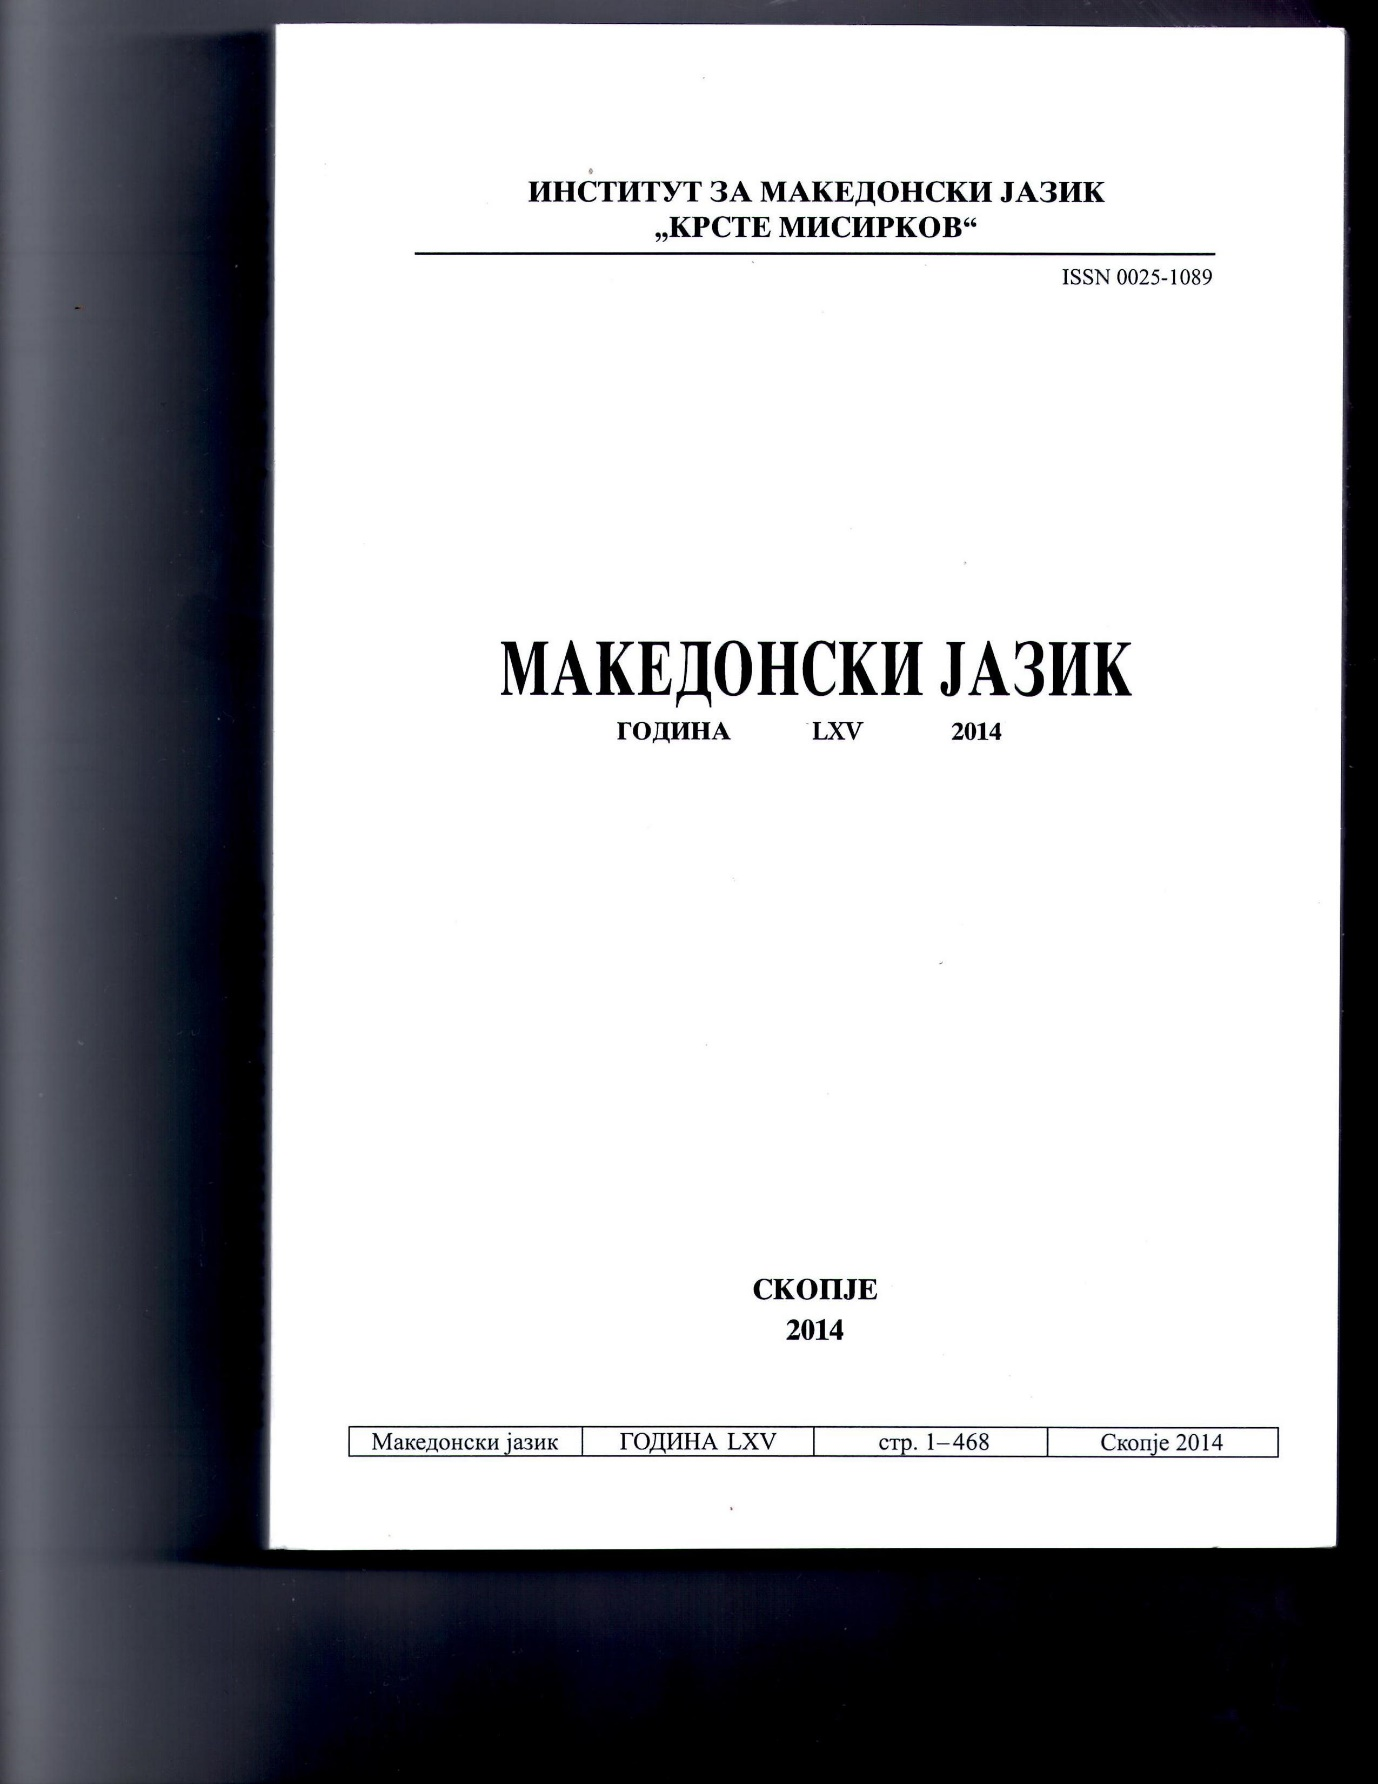 ИНСТИТУТ ЗА МАКЕДОНСКИ ЈАЗИК
„КРСТЕ МИСИРКОВ“
ISSN 0025-1089
МАКЕДОНСКИ ЈАЗИК
ГОДИНА LXV 2014
СКОПЈЕ
2014
Македонски јазик ГОДИНА LXV стр. 1–468 Скопје 2014